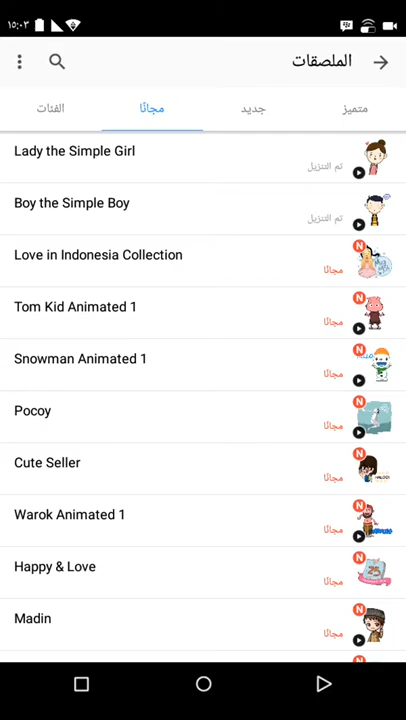 ١٥:٠٣
الملصقات
متميز
جديد
مجانًا
الفئات
Lady the Simple Girl
تم التنزيل
Boy the Simple Boy
تم التنزيل
Love in Indonesia Collection
N
مجانًا
Tom Kid Animated 1
N
مجانًا
Snowman Animated 1
N
مجانًا
Pocoy
N
مجانًا
Cute Seller
N
مجانًا
Warok Animated 1
N
مجانًا
Happy & Love
N
مجانًا
Madin
N
مجانًا